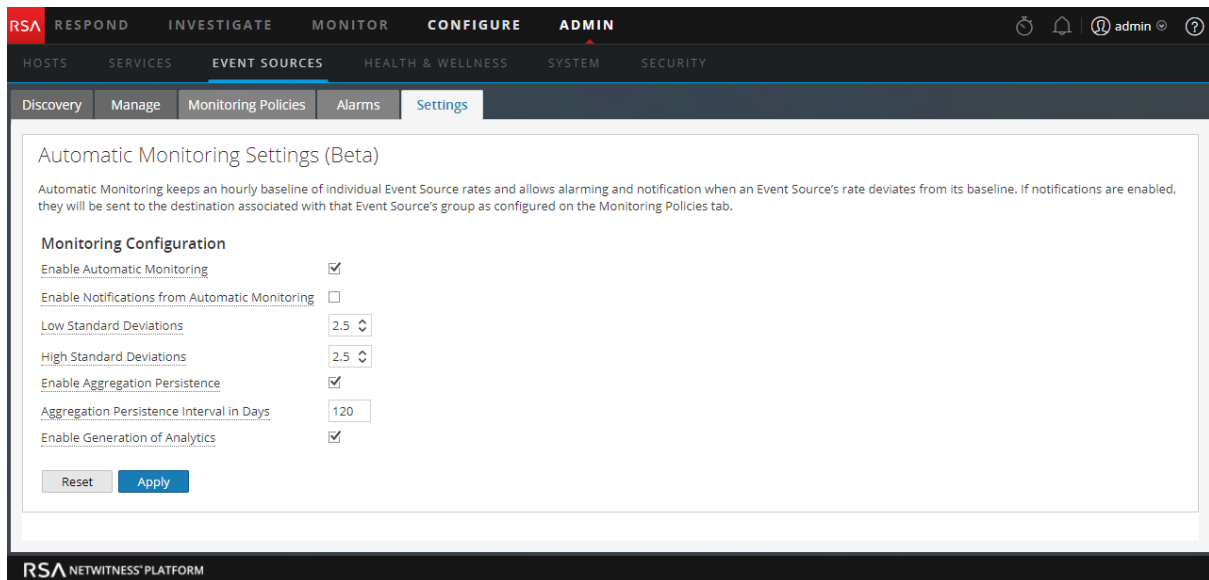 RSA RESPOND INVESTIGATE MONITOR CONFIGURE ADMIN admin ?
HOSTS SERVICES EVENT SOURCES HEALTH & WELLNESS SYSTEM SECURITY
Discovery Manage Monitoring Policies Alarms Settings
Automatic Monitoring Settings (Beta)
Automatic Monitoring keeps an hourly baseline of individual Event Source rates and allows alarming and notification when an Event Source's rate deviates from its baseline. If notifications are enabled,
they will be sent to the destination associated with that Event Source's group as configured on the Monitoring Policies tab.
Monitoring Configuration
Enable Automatic Monitoring
Enable Notifications from Automatic Monitoring
Low Standard Deviations 2.5
High Standard Deviations 2.5
Enable Aggregation Persistence
Aggregation Persistence Interval in Days 120
Enable Generation of Analytics
Reset Apply
RSA NETWITNESS® PLATFORM